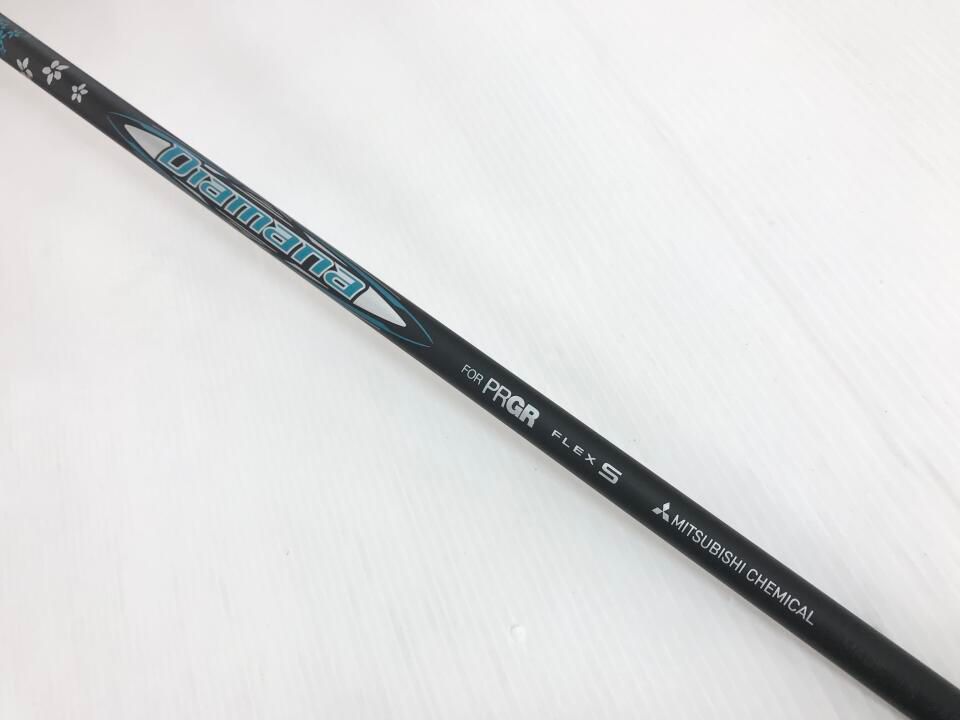 Diamana
FOR PRGR FLEX S
MITSUBISHI CHEMICAL